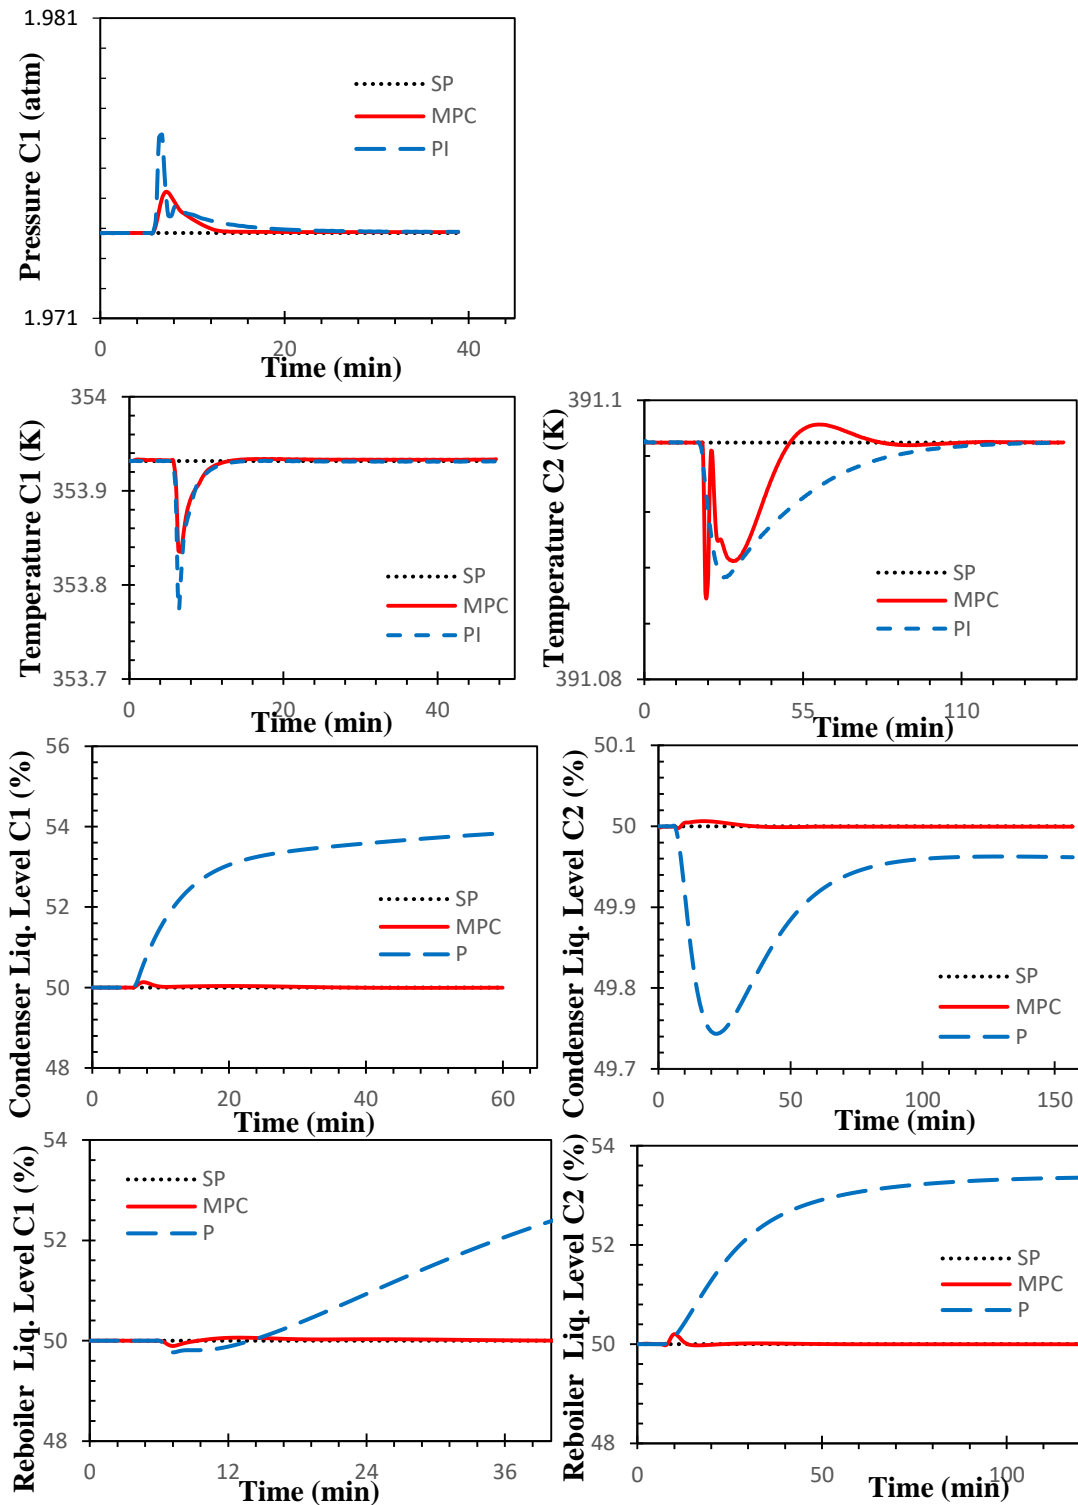 1.981
Pressure C1 (atm)
SP
MPC
PI
1.971
0 20 40
Time (min)
354
Temperature C1 (K)
353.9
353.8
SP
MPC
PI
353.7
0 20 40
Time (min)
391.1
Temperature C2 (K)
SP
MPC
PI
391.08
0 55 110
Time (min)
56
Condenser Liq. Level C1 (%)
54
52
SP
MPC
P
50
48
0 20 40 60
Time (min)
50.1
Condenser Liq. Level C2 (%)
50
49.9
49.8
SP
MPC
P
49.7
0 50 100 150
Time (min)
54
Reboiler Liq. Level C1 (%)
SP
MPC
P
52
50
48
0 12 24 36
Time (min)
54
Reboiler Liq. Level C2 (%)
52
SP
MPC
P
50
48
0 50 100
Time (min)